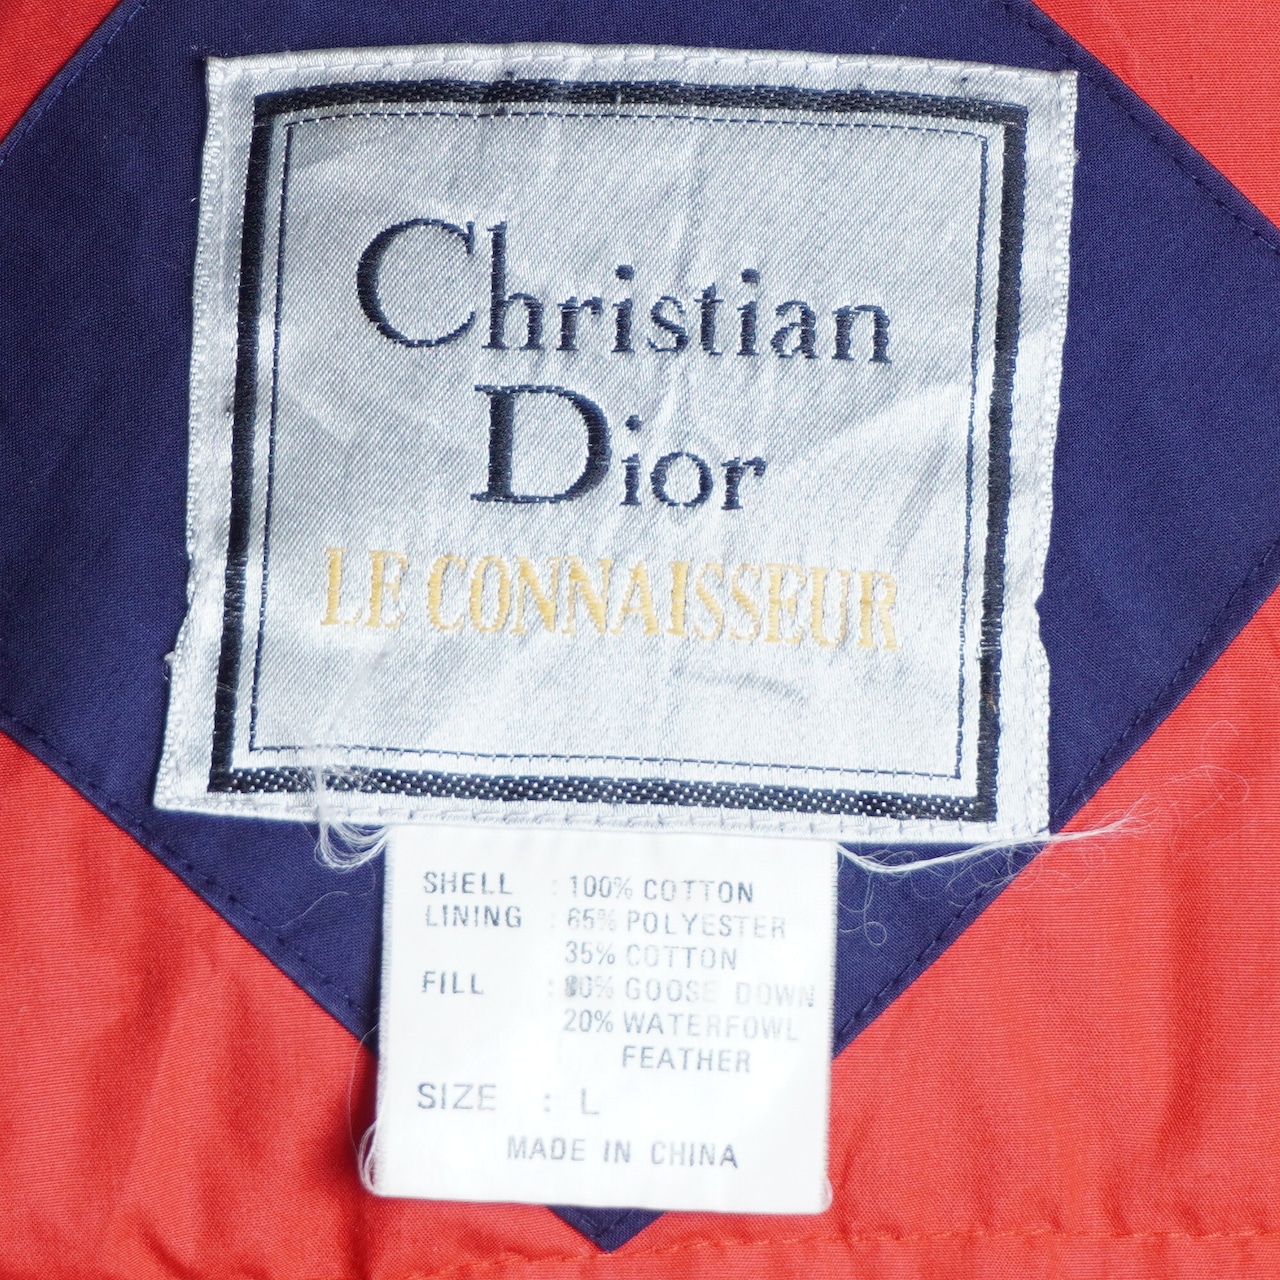 Christian
Dior
LE CONNAISSEUR
SHELL : 100% COTTON
LINING : 65% POLYESTER
35% COTTON
FILL : 80% GOOSE DOWN
20% WATERFOWL
FEATHER
SIZE : L
MADE IN CHINA